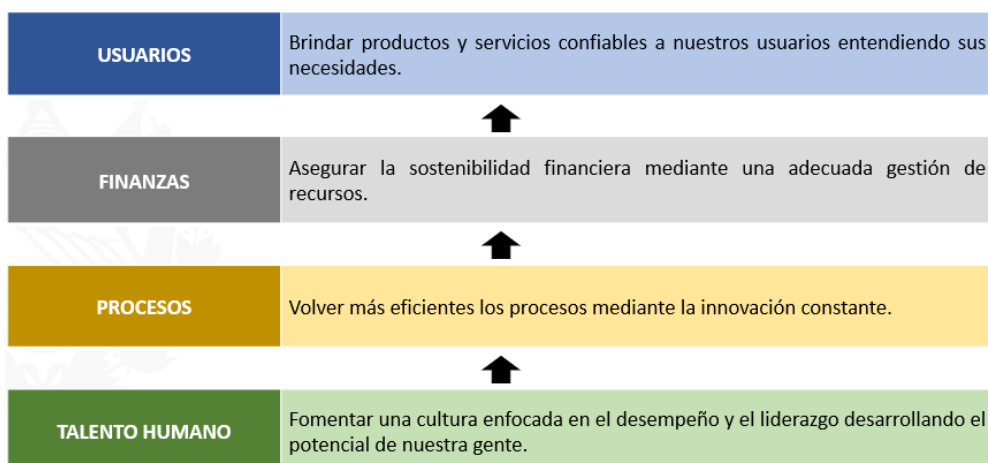 USUARIOS
Brindar productos y servicios confiables a nuestros usuarios entendiendo sus
necesidades.
FINANZAS
Asegurar la sostenibilidad financiera mediante una adecuada gestión de
recursos.
PROCESOS
Volver más eficientes los procesos mediante la innovación constante.
TALENTO HUMANO
Fomentar una cultura enfocada en el desempeño y el liderazgo desarrollando el
potencial de nuestra gente.